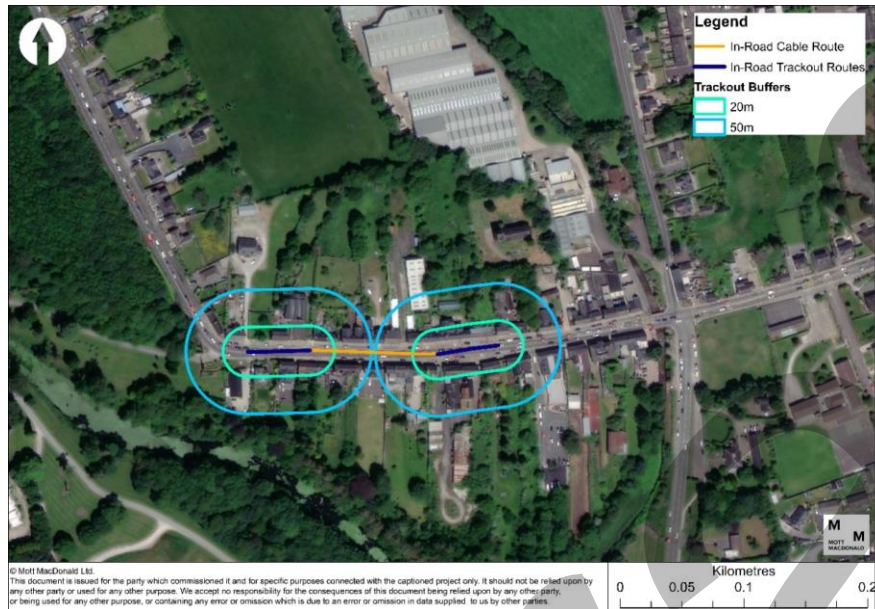 Legend
In-Road Cable Route
In-Road Trackout Routes
Trackout Buffers
20m
50m
M
M
MOTT
MACDONALD
© Mott MacDonald Ltd.
This document is issued for the party which commissioned it and for specific purposes connected with the captioned project only. It should not be relied upon by
any other party or used for any other purpose. We accept no responsibility for the consequences of this document being relied upon by any other party,
or being used for any other purpose, or containing any error or omission which is due to an error or omission in data supplied to us by other parties.
Kilometres
0 0.05 0.1 0.2